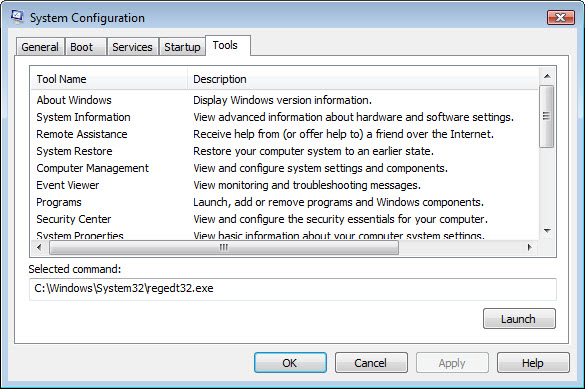 System Configuration
General Boot Services Startup Tools
Tool Name Description
About Windows Display Windows version information.
System Information View advanced information about hardware and software settings.
Remote Assistance Receive help from (or offer help to) a friend over the Internet.
System Restore Restore your computer system to an earlier state.
Computer Management View and configure system settings and components.
Event Viewer View monitoring and troubleshooting messages.
Programs Launch, add or remove programs and Windows components.
Security Center View and configure the security essentials for your computer.
System Properties View basic information about your computer system settings.
Selected command:
C:\Windows\System32\regedt32.exe
Launch
OK Cancel Apply Help